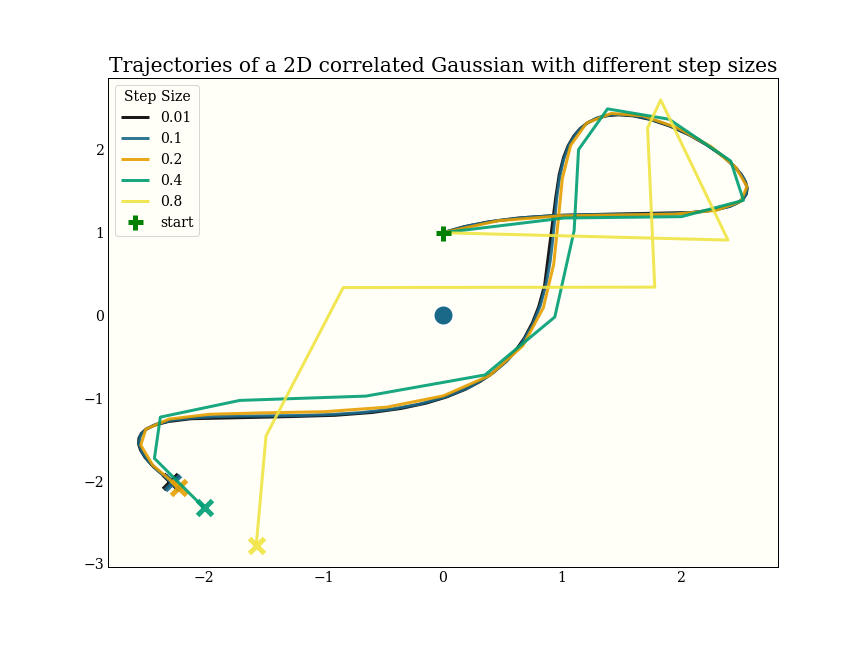 Trajectories of a 2D correlated Gaussian with different step sizes
Step Size
0.01
0.1
0.2
0.4
0.8
start
2
1
0
−1
−2
−3
−2 −1 0 1 2